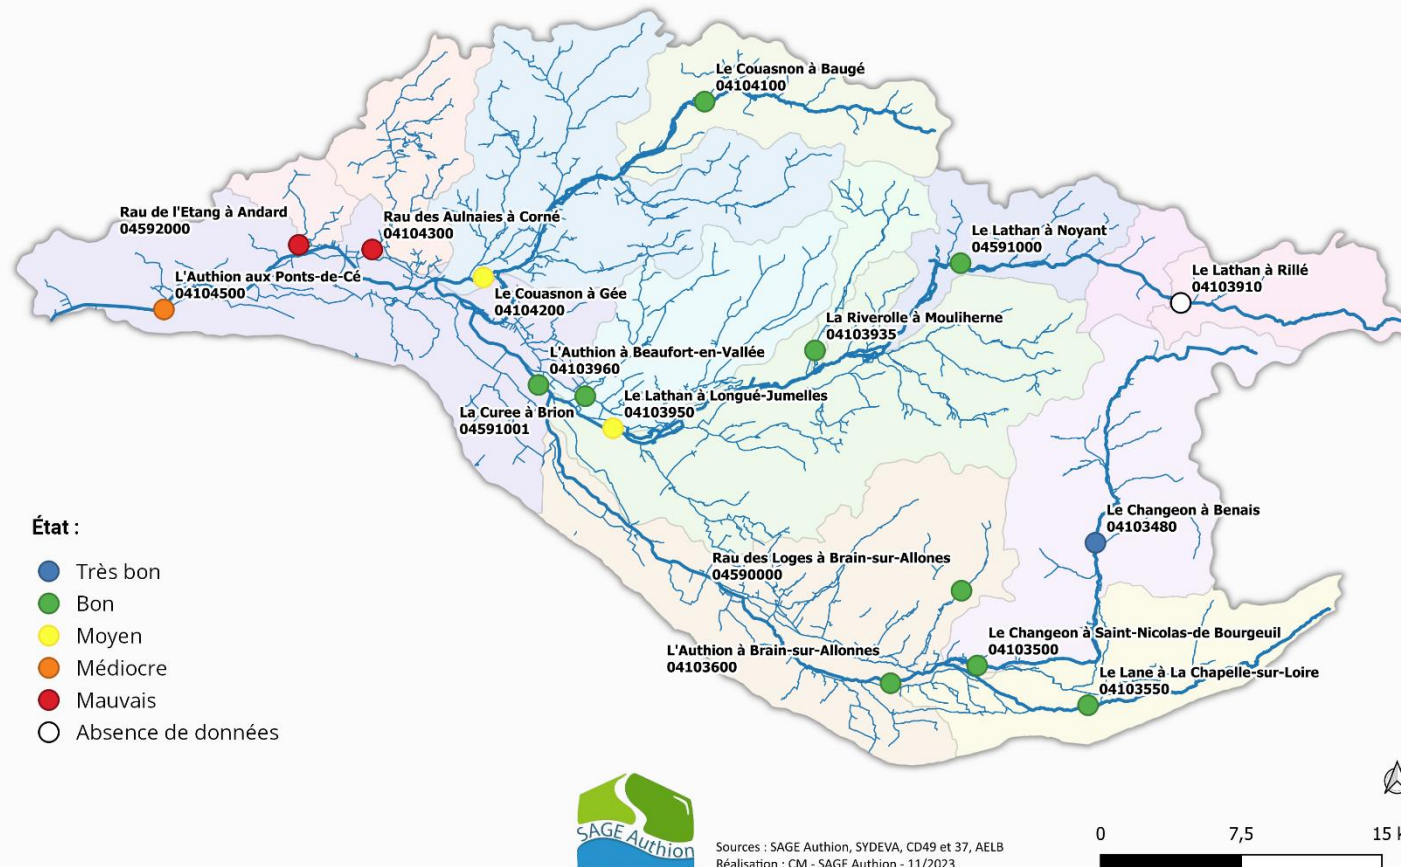 Le Couasnon à Baugé
04104100
Rau de l'Etang à Andard
04592000
Rau des Aulnaies à Corné
04104300
Le Lathan à Noyant
04591000
Le Lathan à Rillé
04103910
L'Authion aux Ponts-de-Cé
04104500
Le Couasnon à Gée
04104200
La Riverolle à Mouliherne
04103935
L'Authion à Beaufort-en-Vallée
04103960
Le Lathan à Longué-Jumelles
04103950
La Curee à Brion
04591001
Le Changeon à Benais
04103480
Rau des Loges à Brain-sur-Allones
04590000
Le Changeon à Saint-Nicolas-de Bourgeuil
04103500
L'Authion à Brain-sur-Allonnes
04103600
Le Lane à La Chapelle-sur-Loire
04103550
État :
Très bon
Bon
Moyen
Médiocre
Mauvais
Absence de données
SAGE Authion
Sources : SAGE Authion, SYDEVA, CD49 et 37, AELB
Réalisation : CM - SAGE Authion - 11/2023
0 7,5 15 k